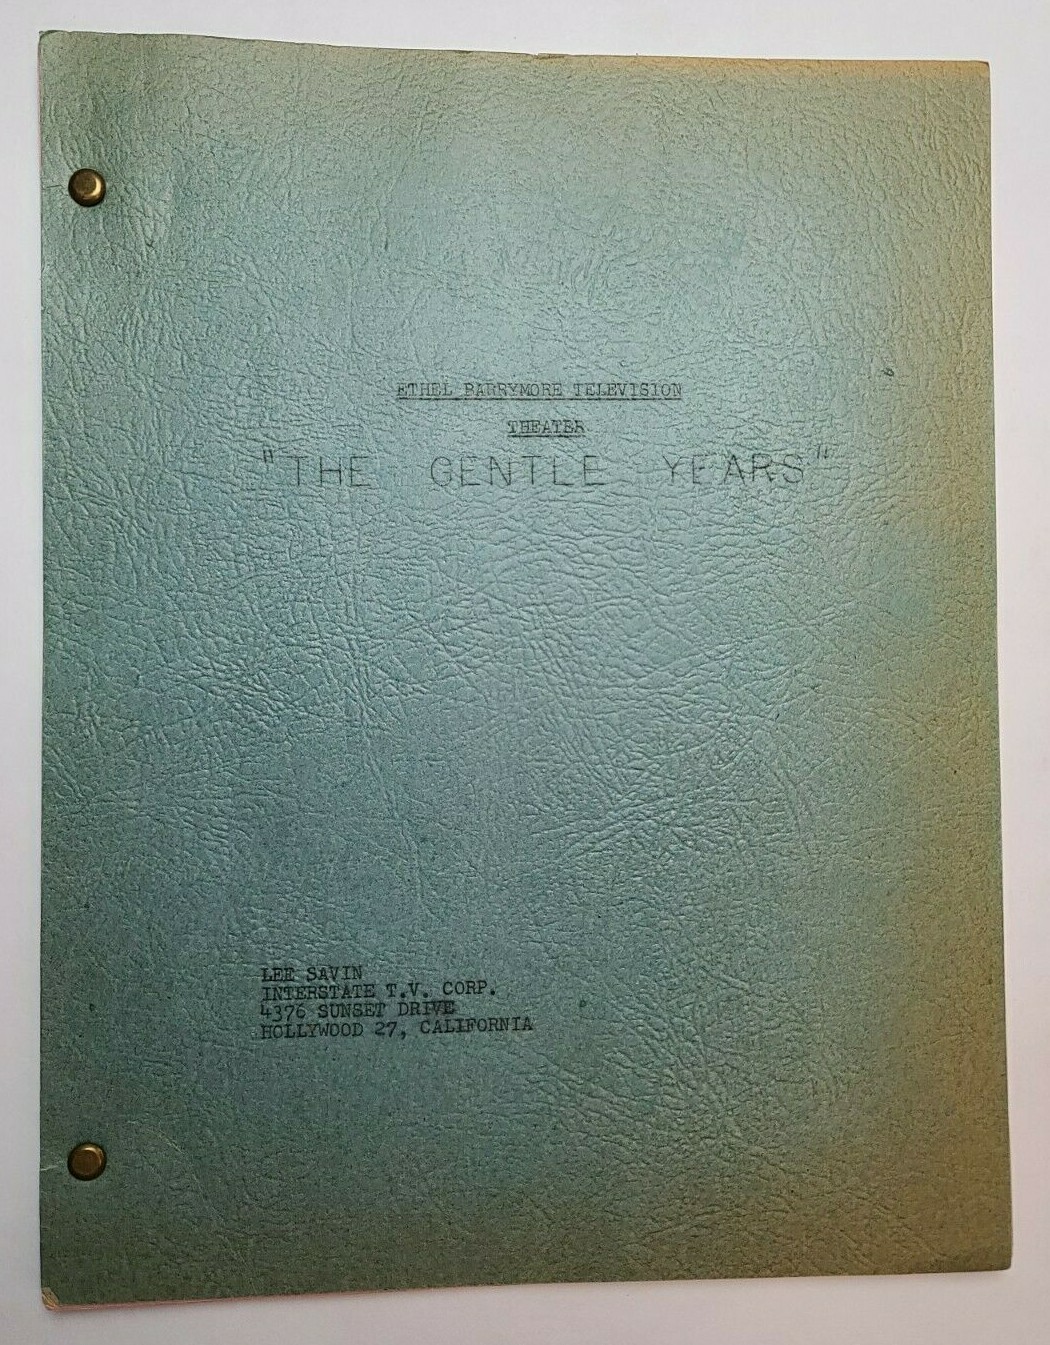 ETHEL BARRYMORE TELEVISION
THEATER
"THE GENTLE YEARS"
LEE SAVIN
INTERSTATE T.V. CORP.
4376 SUNSET DRIVE
HOLLYWOOD 27, CALIFORNIA